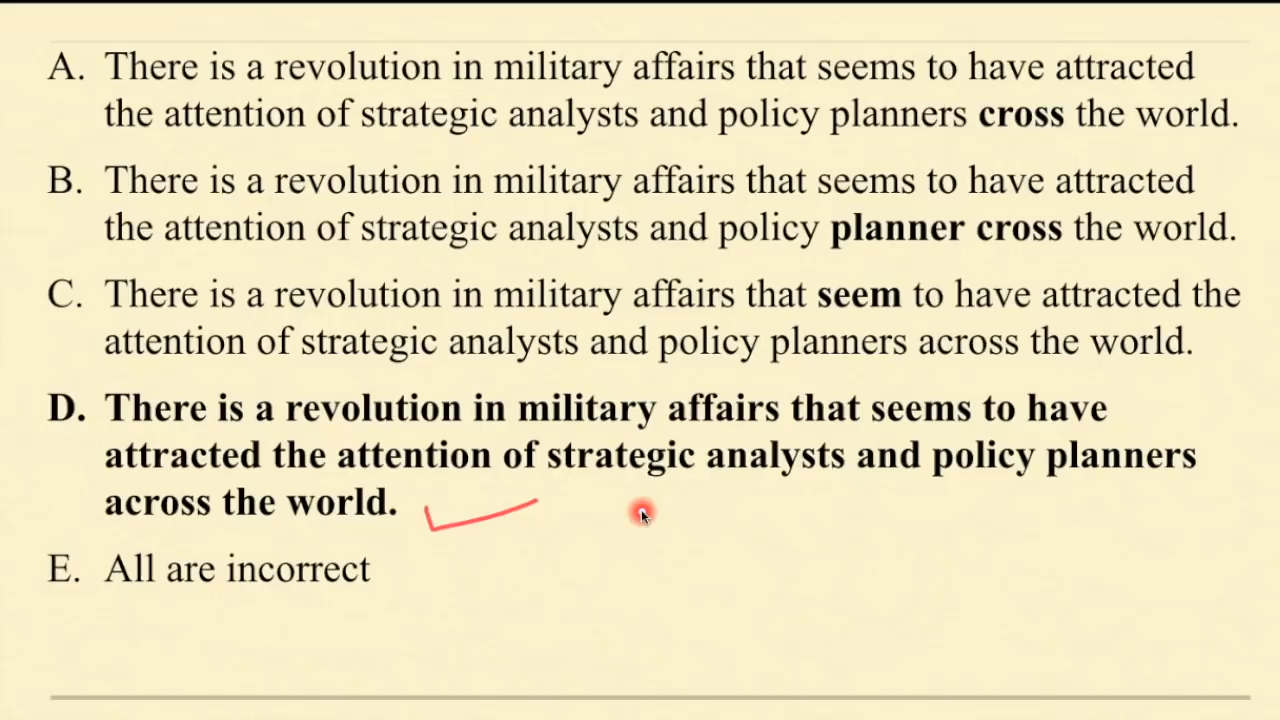 A. There is a revolution in military affairs that seems to have attracted
the attention of strategic analysts and policy planners cross the world.
B. There is a revolution in military affairs that seems to have attracted
the attention of strategic analysts and policy planner cross the world.
C. There is a revolution in military affairs that seem to have attracted the
attention of strategic analysts and policy planners across the world.
D. There is a revolution in military affairs that seems to have
attracted the attention of strategic analysts and policy planners
across the world.
E. All are incorrect